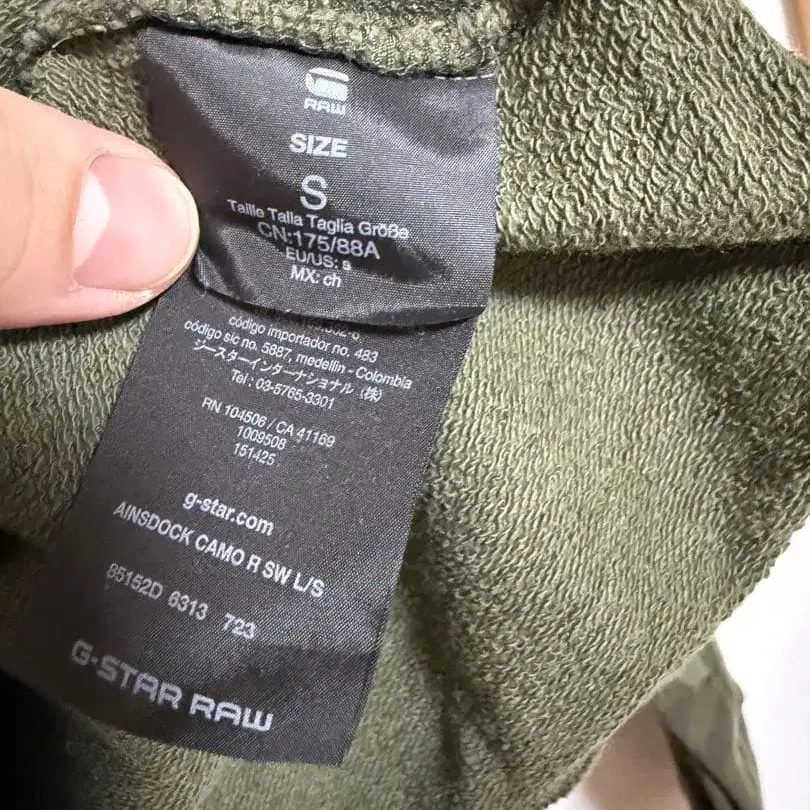 RAW
SIZE
S
Taille Talla Taglia Größe
CN:175/88A
EU/US: s
MX: ch
código importador no. 483
código sic no. 5887, medellin - Colombia
ジースターインターナショナル (株)
Tel : 03-5765-3301
RN 104506 / CA 41169
1009508
151425
g-star.com
AINSDOCK CAMO R SW L/S
85152D 6313 723
G-STAR RAW